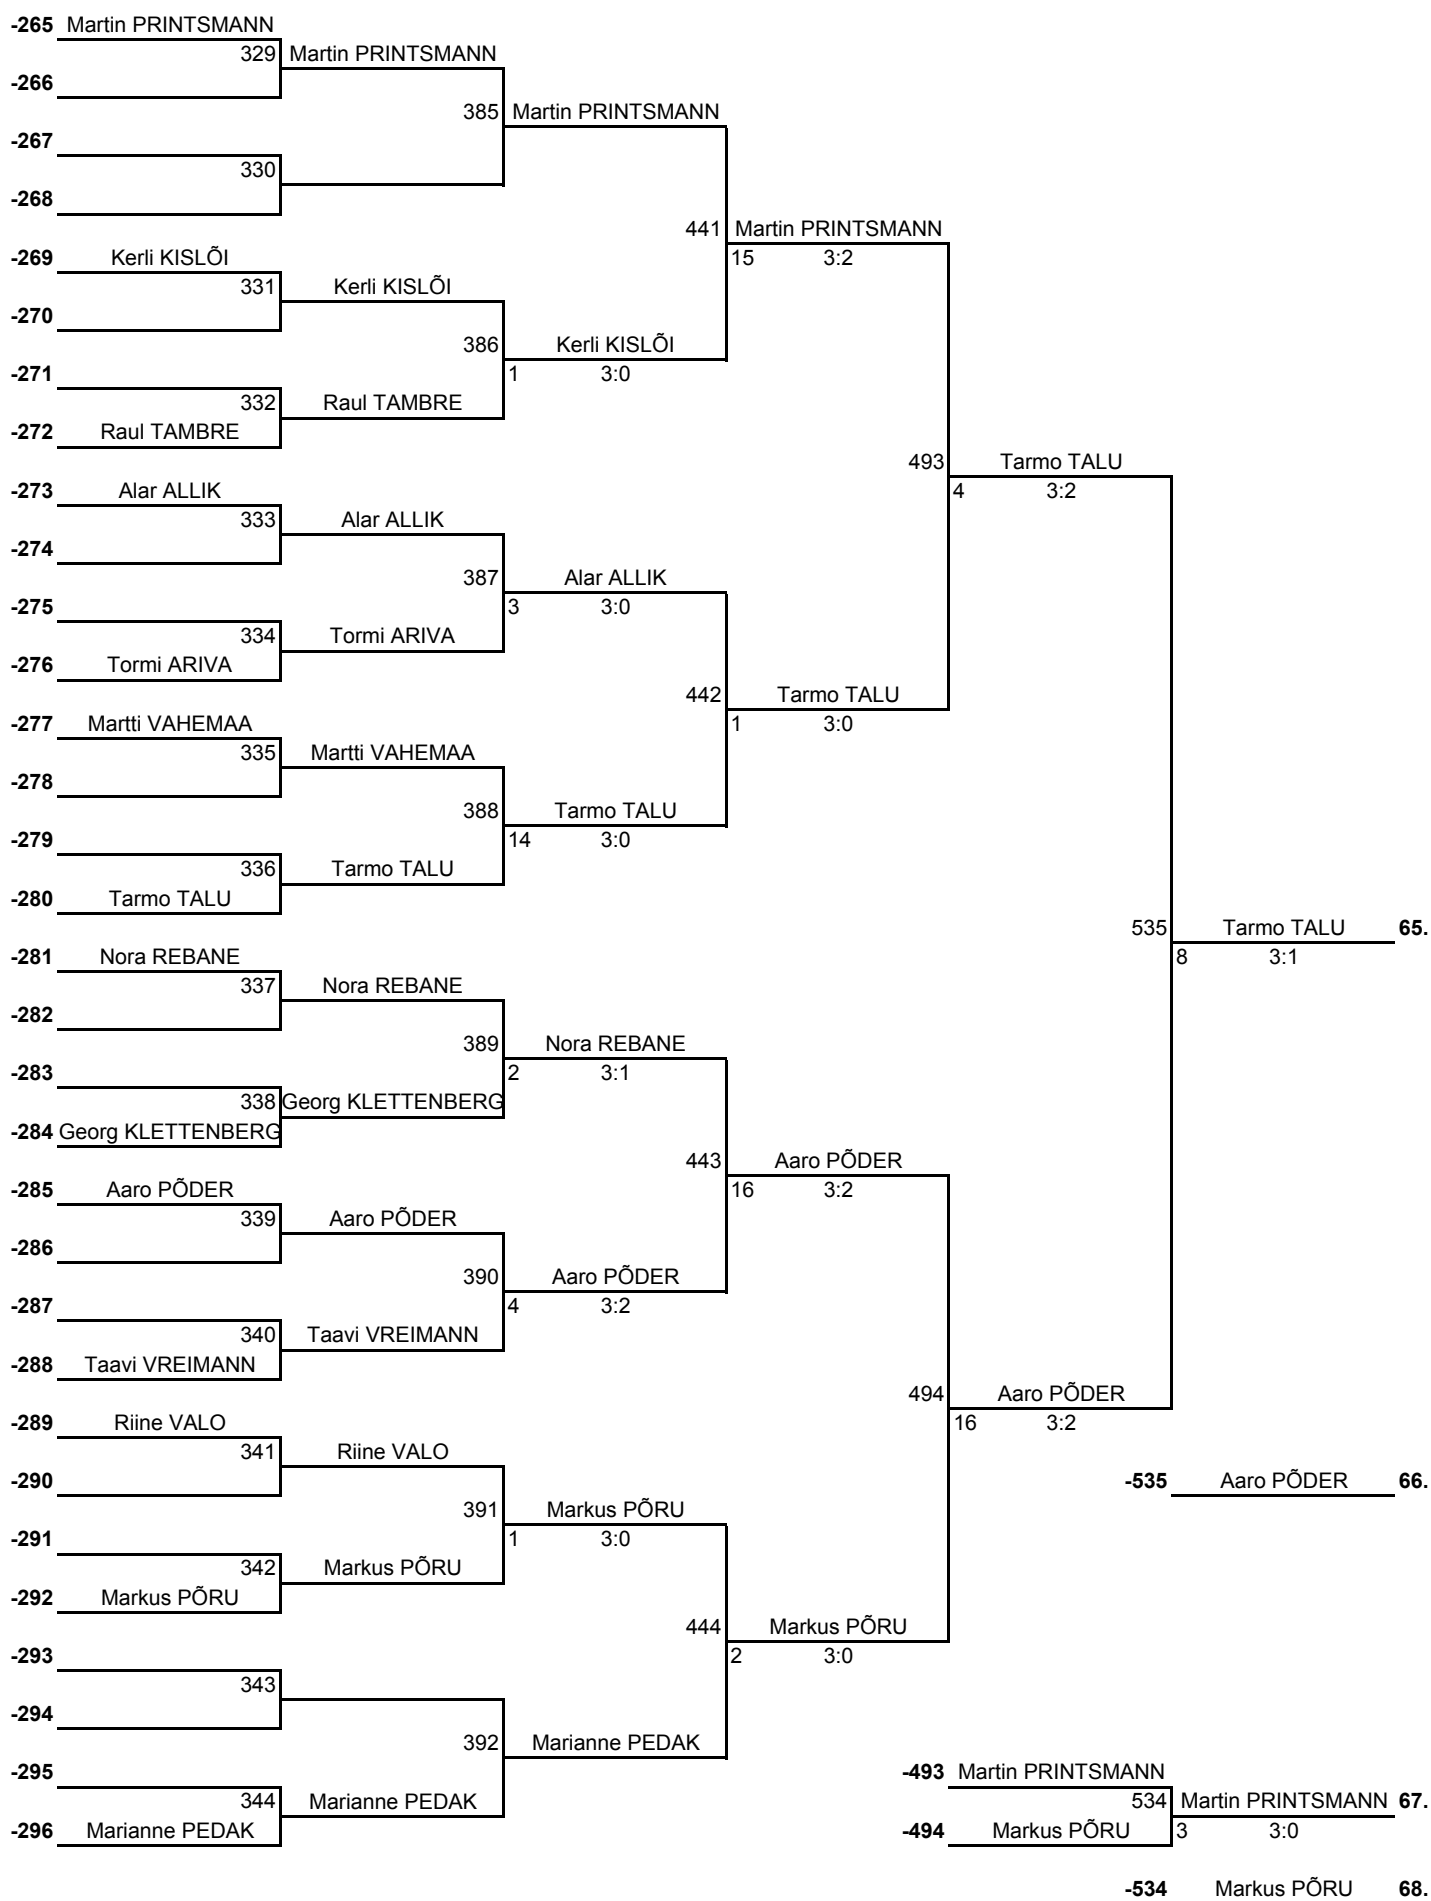 -265 Martin PRINTSMANN
329 Martin PRINTSMANN
-266
385 Martin PRINTSMANN
-267
330
-268
441 Martin PRINTSMANN
-269 Kerli KISLÕI 15 3:2
331 Kerli KISLÕI
-270
386 Kerli KISLÕI
-271 1 3:0
332 Raul TAMBRE
-272 Raul TAMBRE
493 Tarmo TALU
-273 Alar ALLIK 4 3:2
333 Alar ALLIK
-274
387 Alar ALLIK
-275 3 3:0
334 Tormi ARIVA
-276 Tormi ARIVA
442 Tarmo TALU
-277 Martti VAHEMAA 1 3:0
335 Martti VAHEMAA
-278
388 Tarmo TALU
-279 14 3:0
336 Tarmo TALU
-280 Tarmo TALU
535 Tarmo TALU 65.
-281 Nora REBANE 8 3:1
337 Nora REBANE
-282
389 Nora REBANE
-283 2 3:1
338 Georg KLETTENBERG
-284 Georg KLETTENBERG
443 Aaro PÕDER
-285 Aaro PÕDER 16 3:2
339 Aaro PÕDER
-286
390 Aaro PÕDER
-287 4 3:2
340 Taavi VREIMANN
-288 Taavi VREIMANN
494 Aaro PÕDER
-289 Riine VALO 16 3:2
341 Riine VALO
-290 -535 Aaro PÕDER 66.
391 Markus PÕRU
-291 1 3:0
342 Markus PÕRU
-292 Markus PÕRU
444 Markus PÕRU
-293 2 3:0
343
-294
392 Marianne PEDAK
-295 -493 Martin PRINTSMANN
344 Marianne PEDAK 534 Martin PRINTSMANN 67.
-296 Marianne PEDAK -494 Markus PÕRU 3 3:0
-534 Markus PÕRU 68.